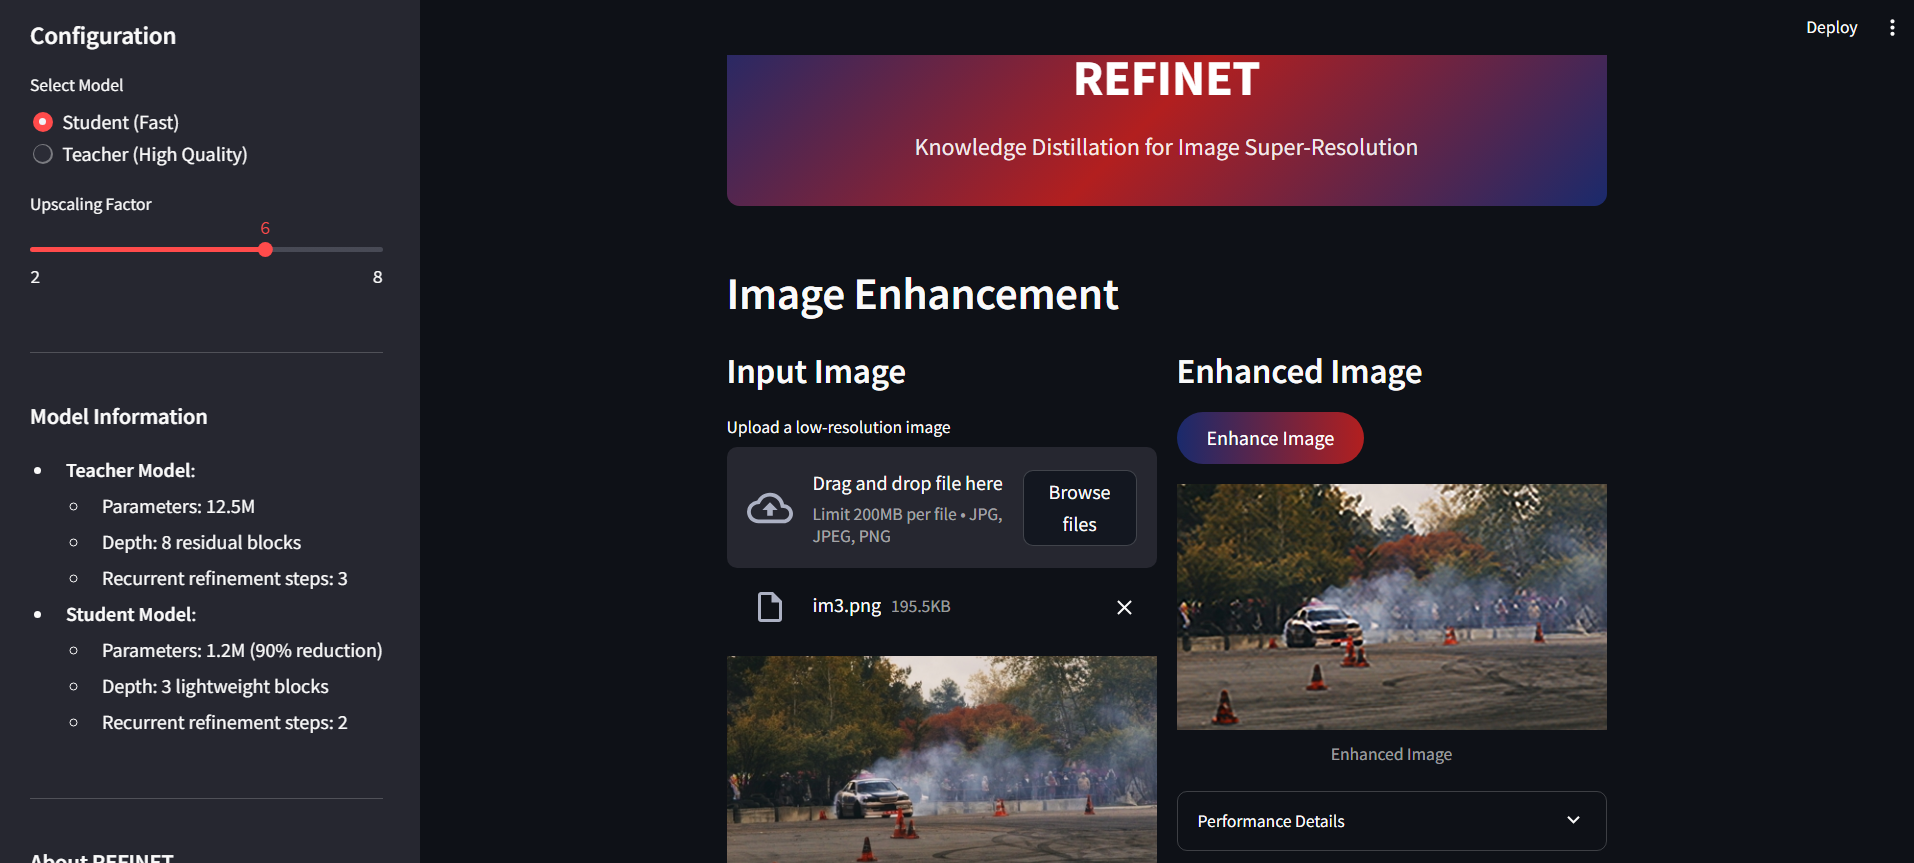 Configuration
Select Model
Student (Fast)
Teacher (High Quality)
Upscaling Factor
6
2
8
Model Information
Teacher Model:
Parameters: 12.5M
Depth: 8 residual blocks
Recurrent refinement steps: 3
Student Model:
Parameters: 1.2M (90% reduction)
Depth: 3 lightweight blocks
Recurrent refinement steps: 2
About REFINET
Deploy
REFINET
Knowledge Distillation for Image Super-Resolution
Image Enhancement
Input Image
Upload a low-resolution image
Drag and drop file here
Limit 200MB per file • JPG,
JPEG, PNG
Browse
files
im3.png 195.5KB
Enhanced Image
Enhance Image
Enhanced Image
Performance Details